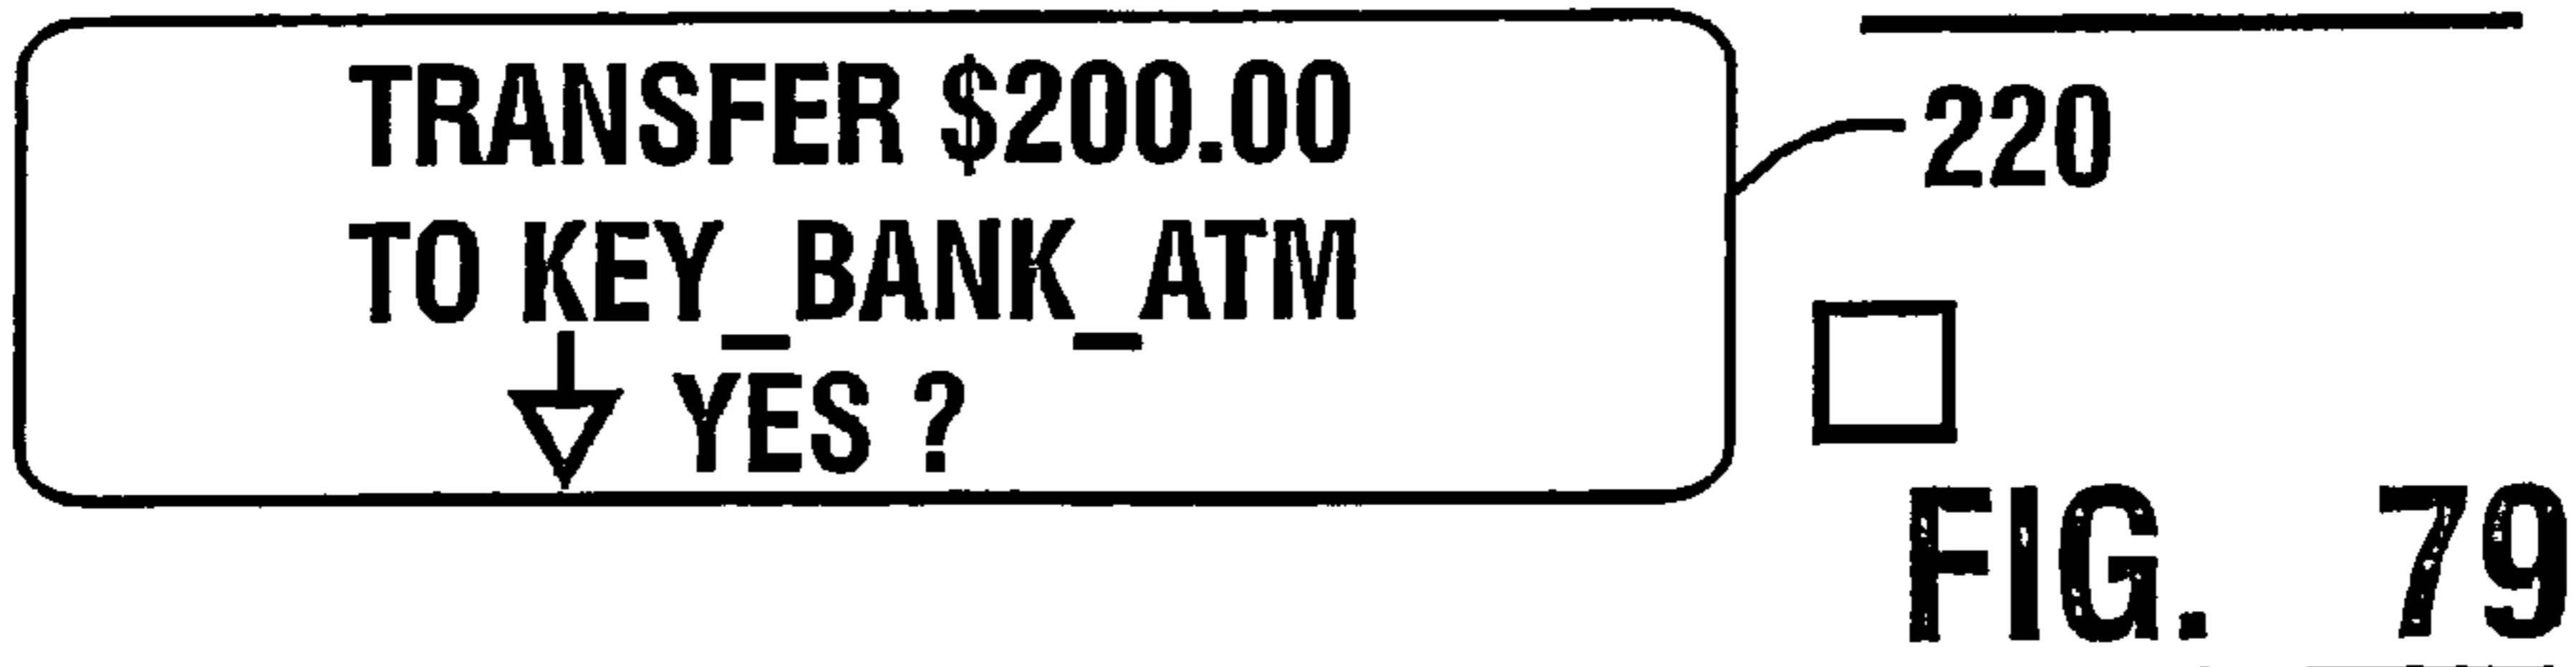 TRANSFER $200.00
TO KEY_BANK_ATM
YES ?
220
FIG. 79